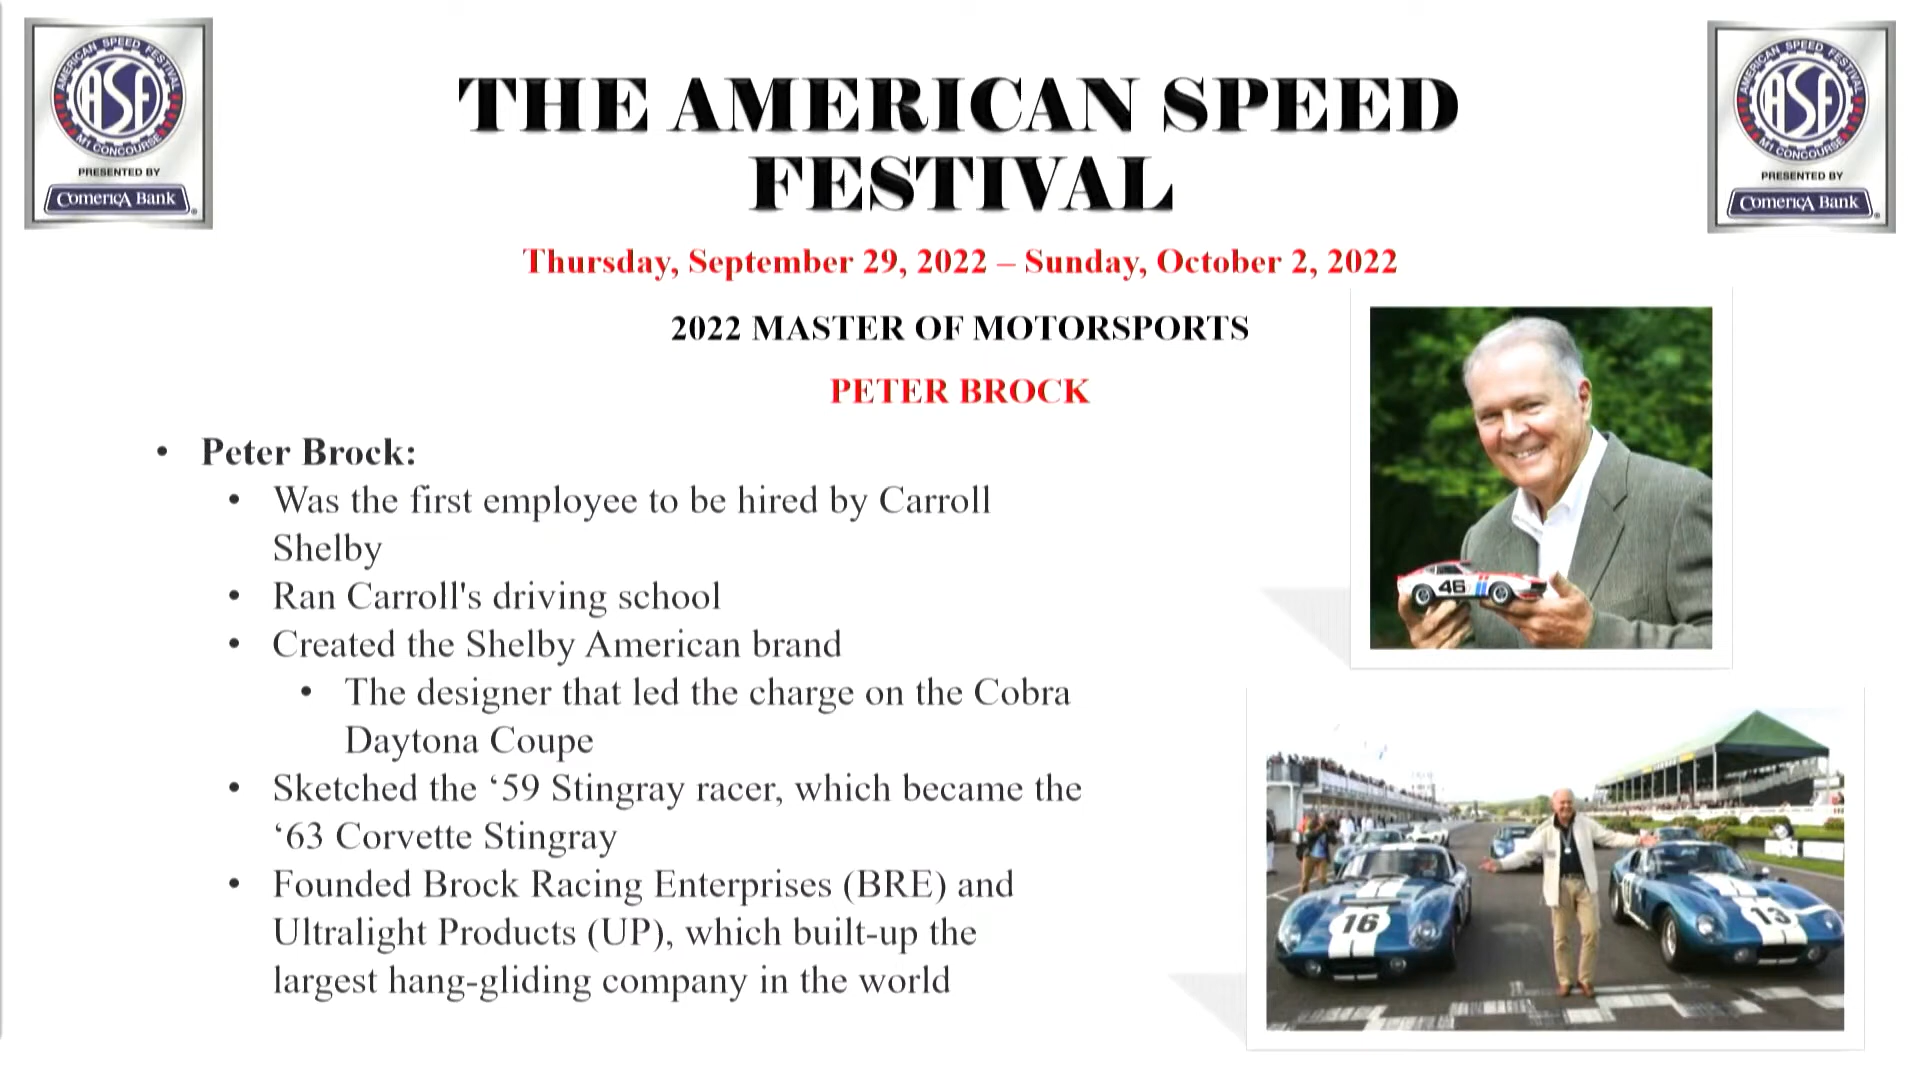 AMERICAN SPEED FESTIVAL
ASF
M1 CONCOURSE
PRESENTED BY
Comerica Bank
AMERICAN SPEED FESTIVAL
ASF
M1 CONCOURSE
PRESENTED BY
Comerica Bank
THE AMERICAN SPEED
FESTIVAL
Thursday, September 29, 2022 – Sunday, October 2, 2022
2022 MASTER OF MOTORSPORTS
PETER BROCK
• Peter Brock:
• Was the first employee to be hired by Carroll
Shelby
• Ran Carroll's driving school
• Created the Shelby American brand
• The designer that led the charge on the Cobra
Daytona Coupe
• Sketched the ‘59 Stingray racer, which became the
‘63 Corvette Stingray
• Founded Brock Racing Enterprises (BRE) and
Ultralight Products (UP), which built-up the
largest hang-gliding company in the world
46
16
13